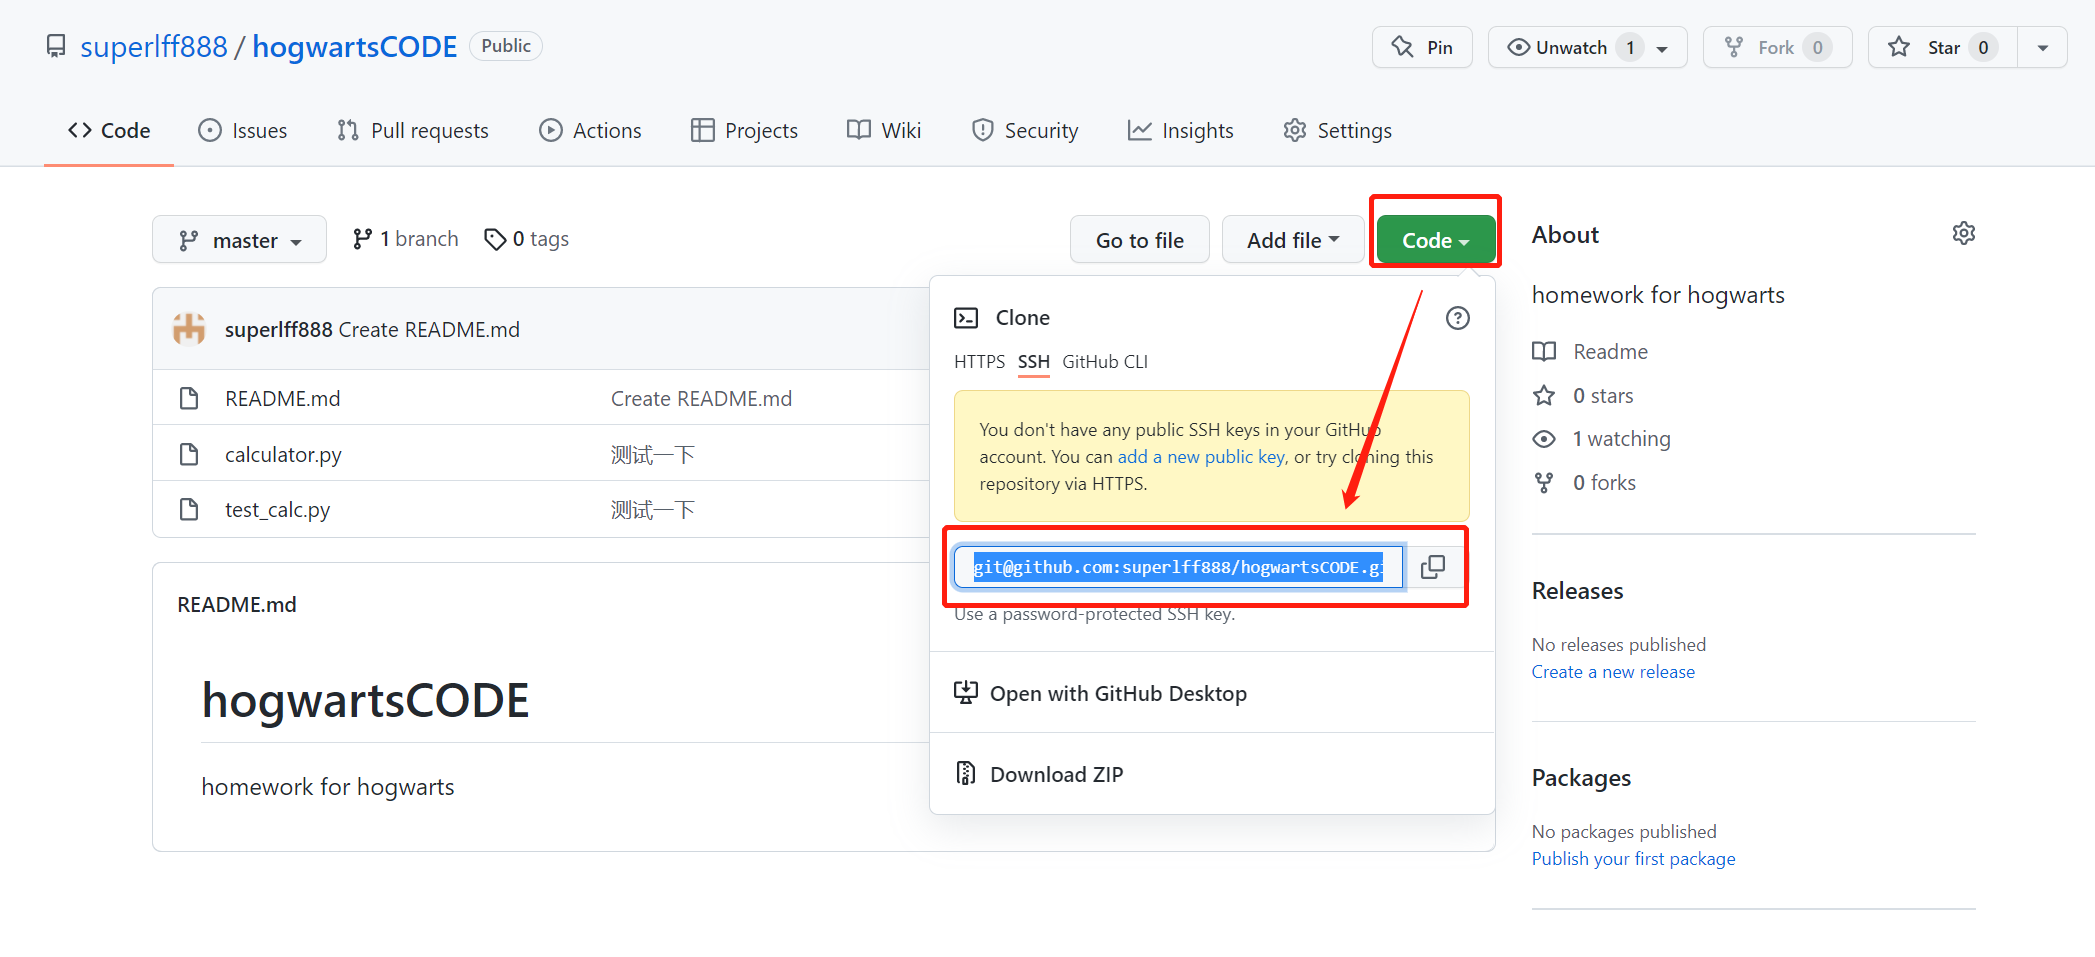 superlff888 / hogwartsCODE Public
Pin
Unwatch 1
Fork 0
Star 0
Code
Issues
Pull requests
Actions
Projects
Wiki
Security
Insights
Settings
master
1 branch
0 tags
Go to file
Add file
Code
superlff888 Create README.md
README.md Create README.md
calculator.py 测试一下
test_calc.py 测试一下
README.md
hogwartsCODE
homework for hogwarts
Clone
HTTPS SSH GitHub CLI
You don't have any public SSH keys in your GitHub
account. You can add a new public key, or try cloning this
repository via HTTPS.
git@github.com:superlff888/hogwartsCODE.gi
Use a password-protected SSH key.
Open with GitHub Desktop
Download ZIP
About
homework for hogwarts
Readme
0 stars
1 watching
0 forks
Releases
No releases published
Create a new release
Packages
No packages published
Publish your first package